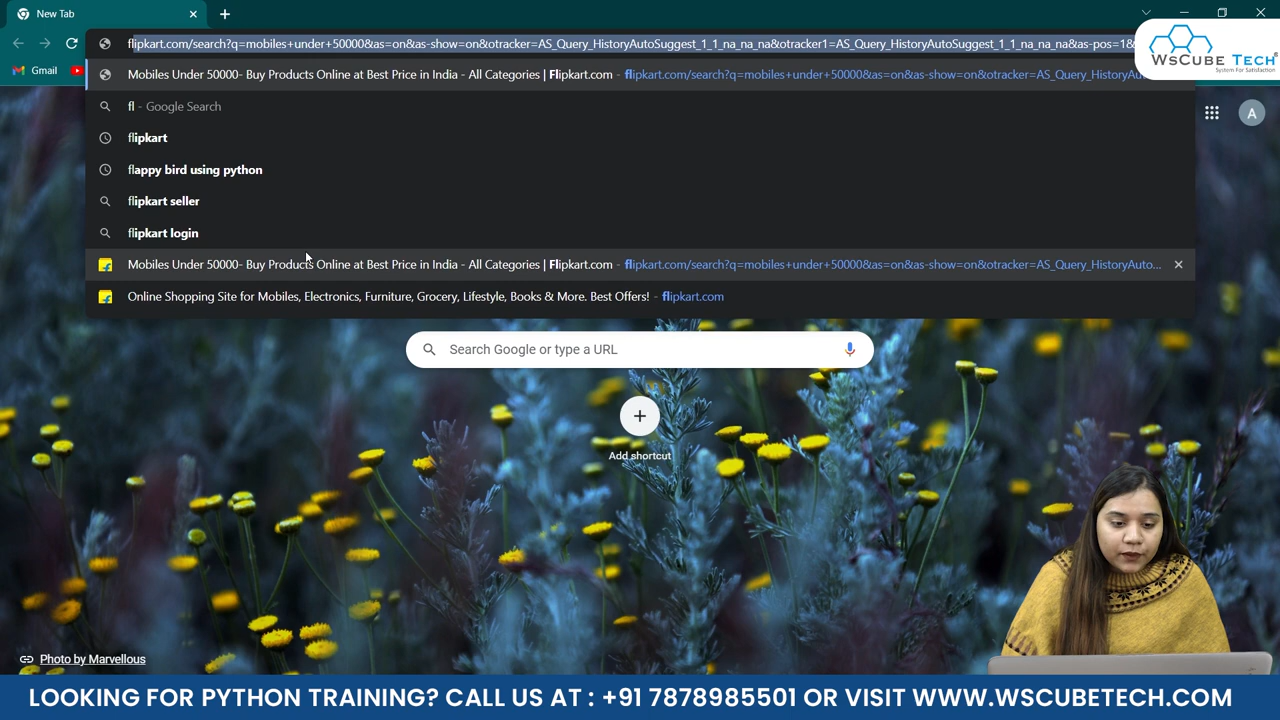 New Tab
flipkart.com/search?q=mobiles+under+50000&as=on&as-show=on&otracker=AS_Query_HistoryAutoSuggest_1_1_na_na_na&otracker1=AS_Query_HistoryAutoSuggest_1_1_na_na_na&as-pos=1&
WsCube Tech®
System For Satisfaction
Gmail
Mobiles Under 50000- Buy Products Online at Best Price in India - All Categories | Flipkart.com - flipkart.com/search?q=mobiles+under+50000&as=on&as-show=on&otracker=AS_Query_HistoryAuto
fl - Google Search
flipkart
flappy bird using python
flipkart seller
flipkart login
Mobiles Under 50000- Buy Products Online at Best Price in India - All Categories | Flipkart.com - flipkart.com/search?q=mobiles+under+50000&as=on&as-show=on&otracker=AS_Query_HistoryAuto...
Online Shopping Site for Mobiles, Electronics, Furniture, Grocery, Lifestyle, Books & More. Best Offers! - flipkart.com
A
Search Google or type a URL
Add shortcut
Photo by Marvellous
LOOKING FOR PYTHON TRAINING? CALL US AT : +91 7878985501 OR VISIT WWW.WSCUBETECH.COM